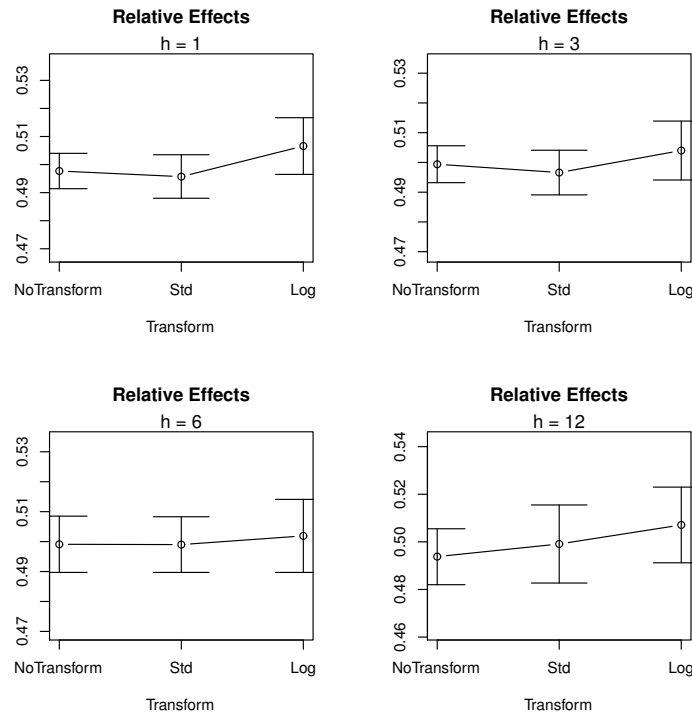 Relative Effects
h = 1
0.53
0.51
0.49
0.47
NoTransform Std Log
Transform
Relative Effects
h = 3
0.53
0.51
0.49
0.47
NoTransform Std Log
Transform
Relative Effects
h = 6
0.53
0.51
0.49
0.47
NoTransform Std Log
Transform
Relative Effects
h = 12
0.54
0.52
0.50
0.48
0.46
NoTransform Std Log
Transform